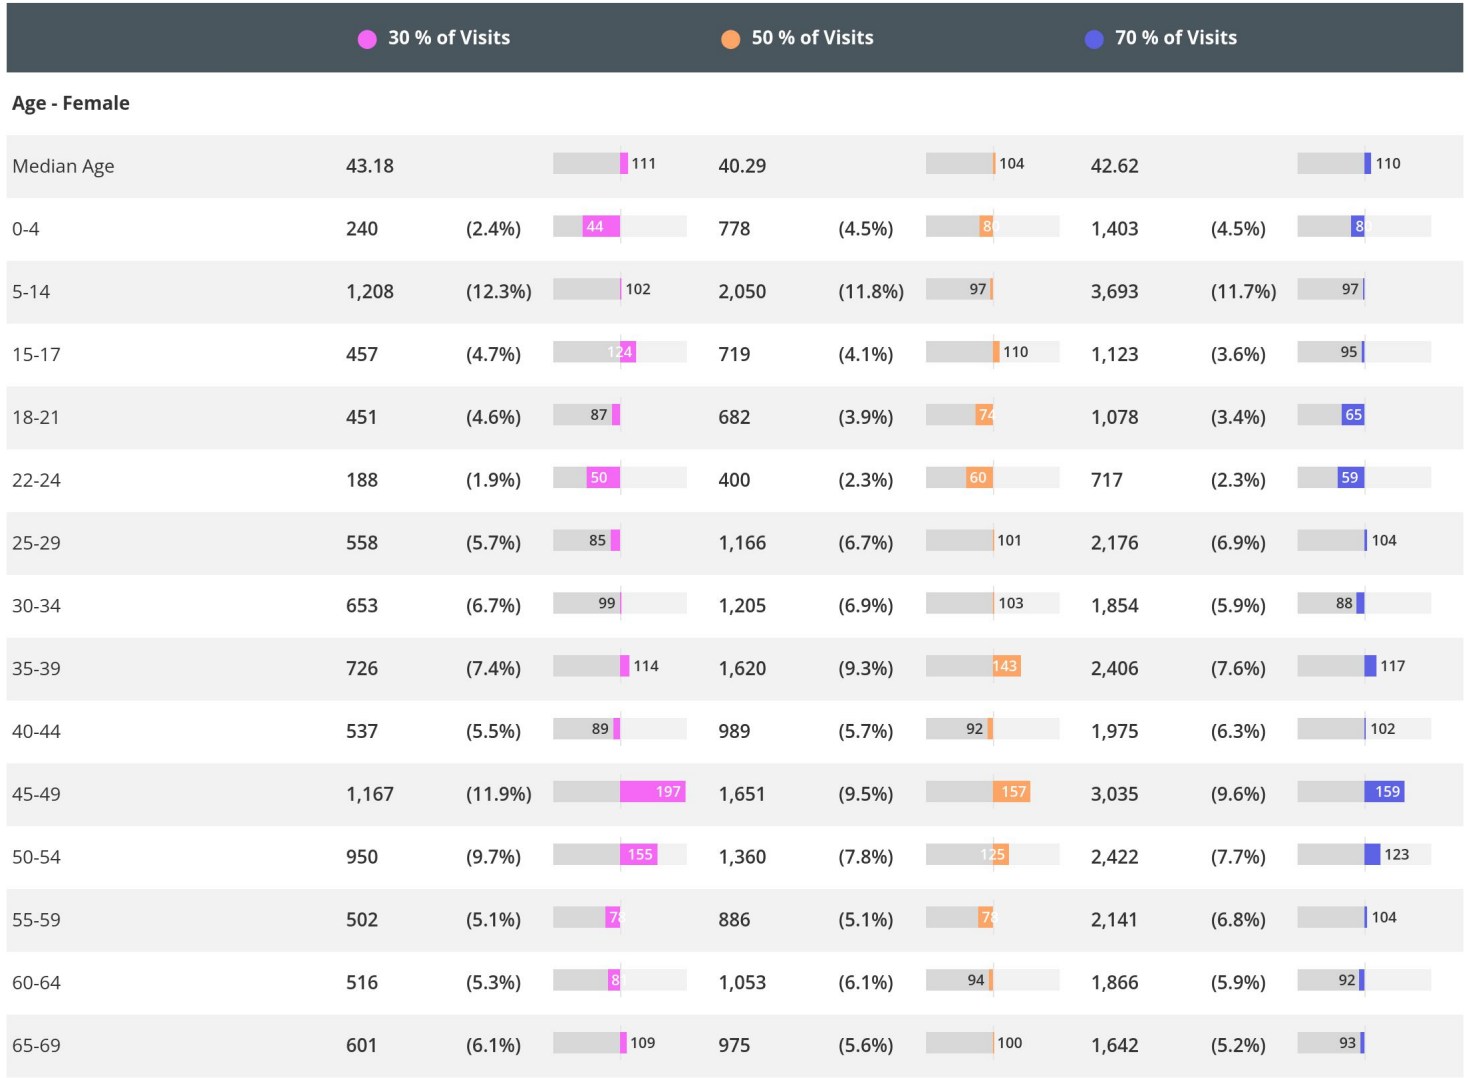 30 % of Visits 50 % of Visits 70 % of Visits
Age - Female
Median Age 43.18 111 40.29 104 42.62 110
0-4 240 (2.4%) 44 778 (4.5%) 80 1,403 (4.5%)
5-14 1,208 (12.3%) 102 2,050 (11.8%) 97 3,693 (11.7%) 97
15-17 457 (4.7%) 124 719 (4.1%) 110 1,123 (3.6%) 95
18-21 451 (4.6%) 87 682 (3.9%) 74 1,078 (3.4%) 65
22-24 188 (1.9%) 50 400 (2.3%) 60 717 (2.3%) 59
25-29 558 (5.7%) 85 1,166 (6.7%) 101 2,176 (6.9%) 104
30-34 653 (6.7%) 99 1,205 (6.9%) 103 1,854 (5.9%) 88
35-39 726 (7.4%) 114 1,620 (9.3%) 143 2,406 (7.6%) 117
40-44 537 (5.5%) 89 989 (5.7%) 92 1,975 (6.3%) 102
45-49 1,167 (11.9%) 197 1,651 (9.5%) 157 3,035 (9.6%) 159
50-54 950 (9.7%) 155 1,360 (7.8%) 125 2,422 (7.7%) 123
55-59 502 (5.1%) 78 886 (5.1%) 78 2,141 (6.8%) 104
60-64 516 (5.3%) 1,053 (6.1%) 94 1,866 (5.9%) 92
65-69 601 (6.1%) 109 975 (5.6%) 100 1,642 (5.2%) 93